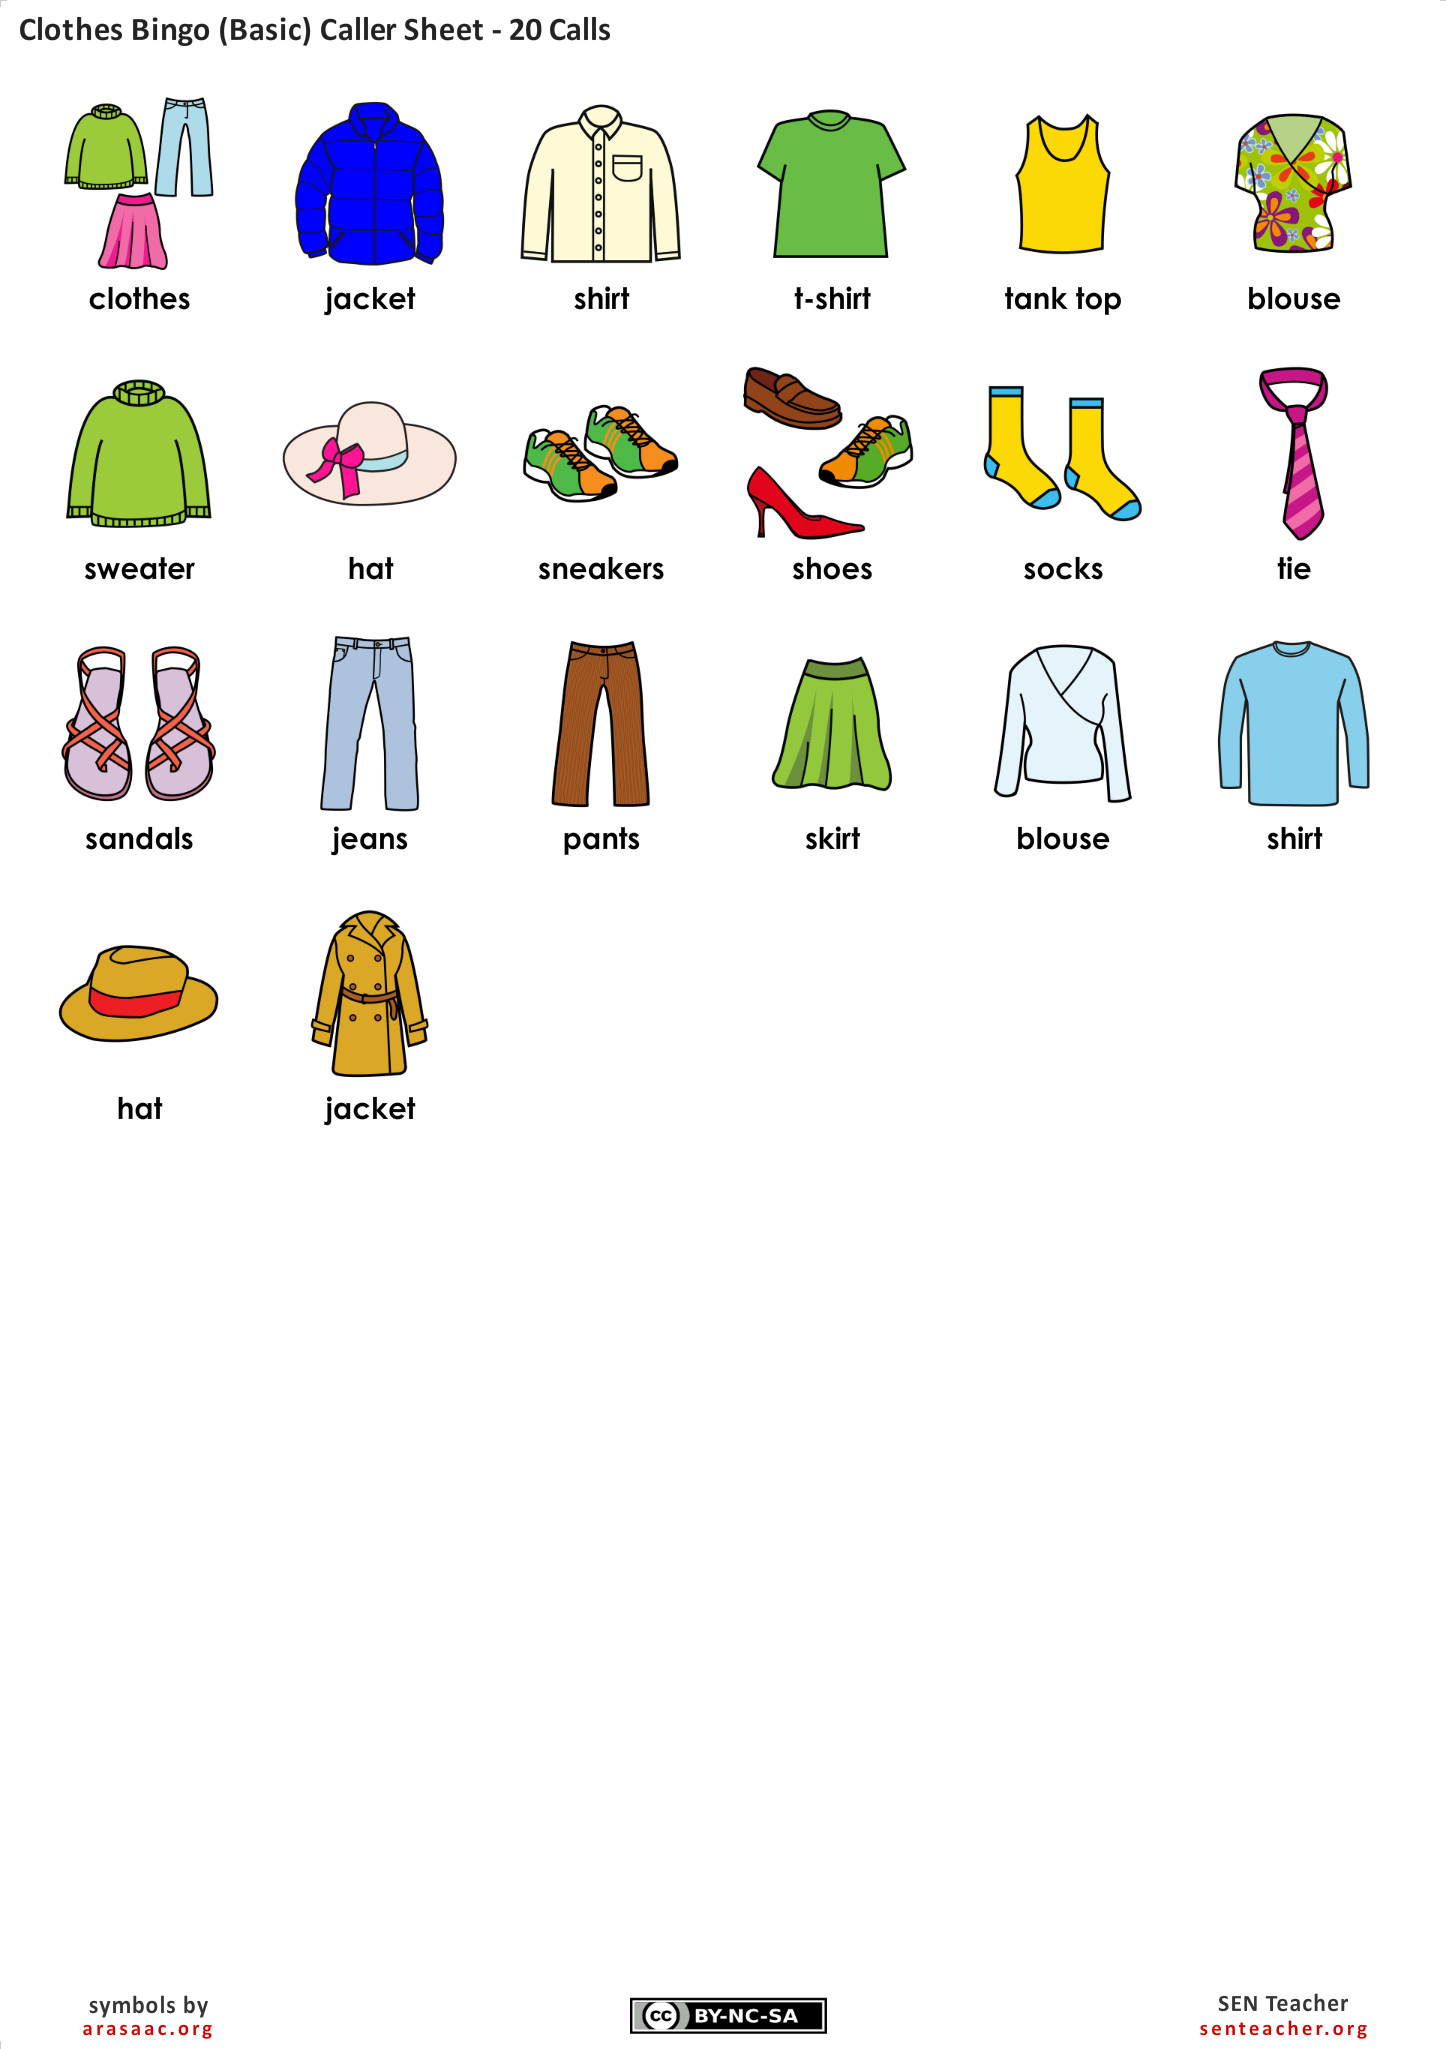 Clothes Bingo (Basic) Caller Sheet - 20 Calls
clothes jacket shirt t-shirt tank top blouse
sweater hat sneakers shoes socks tie
sandals jeans pants skirt blouse shirt
hat jacket
symbols by
arasaac.org
cc BY-NC-SA
SEN Teacher
senteacher.org